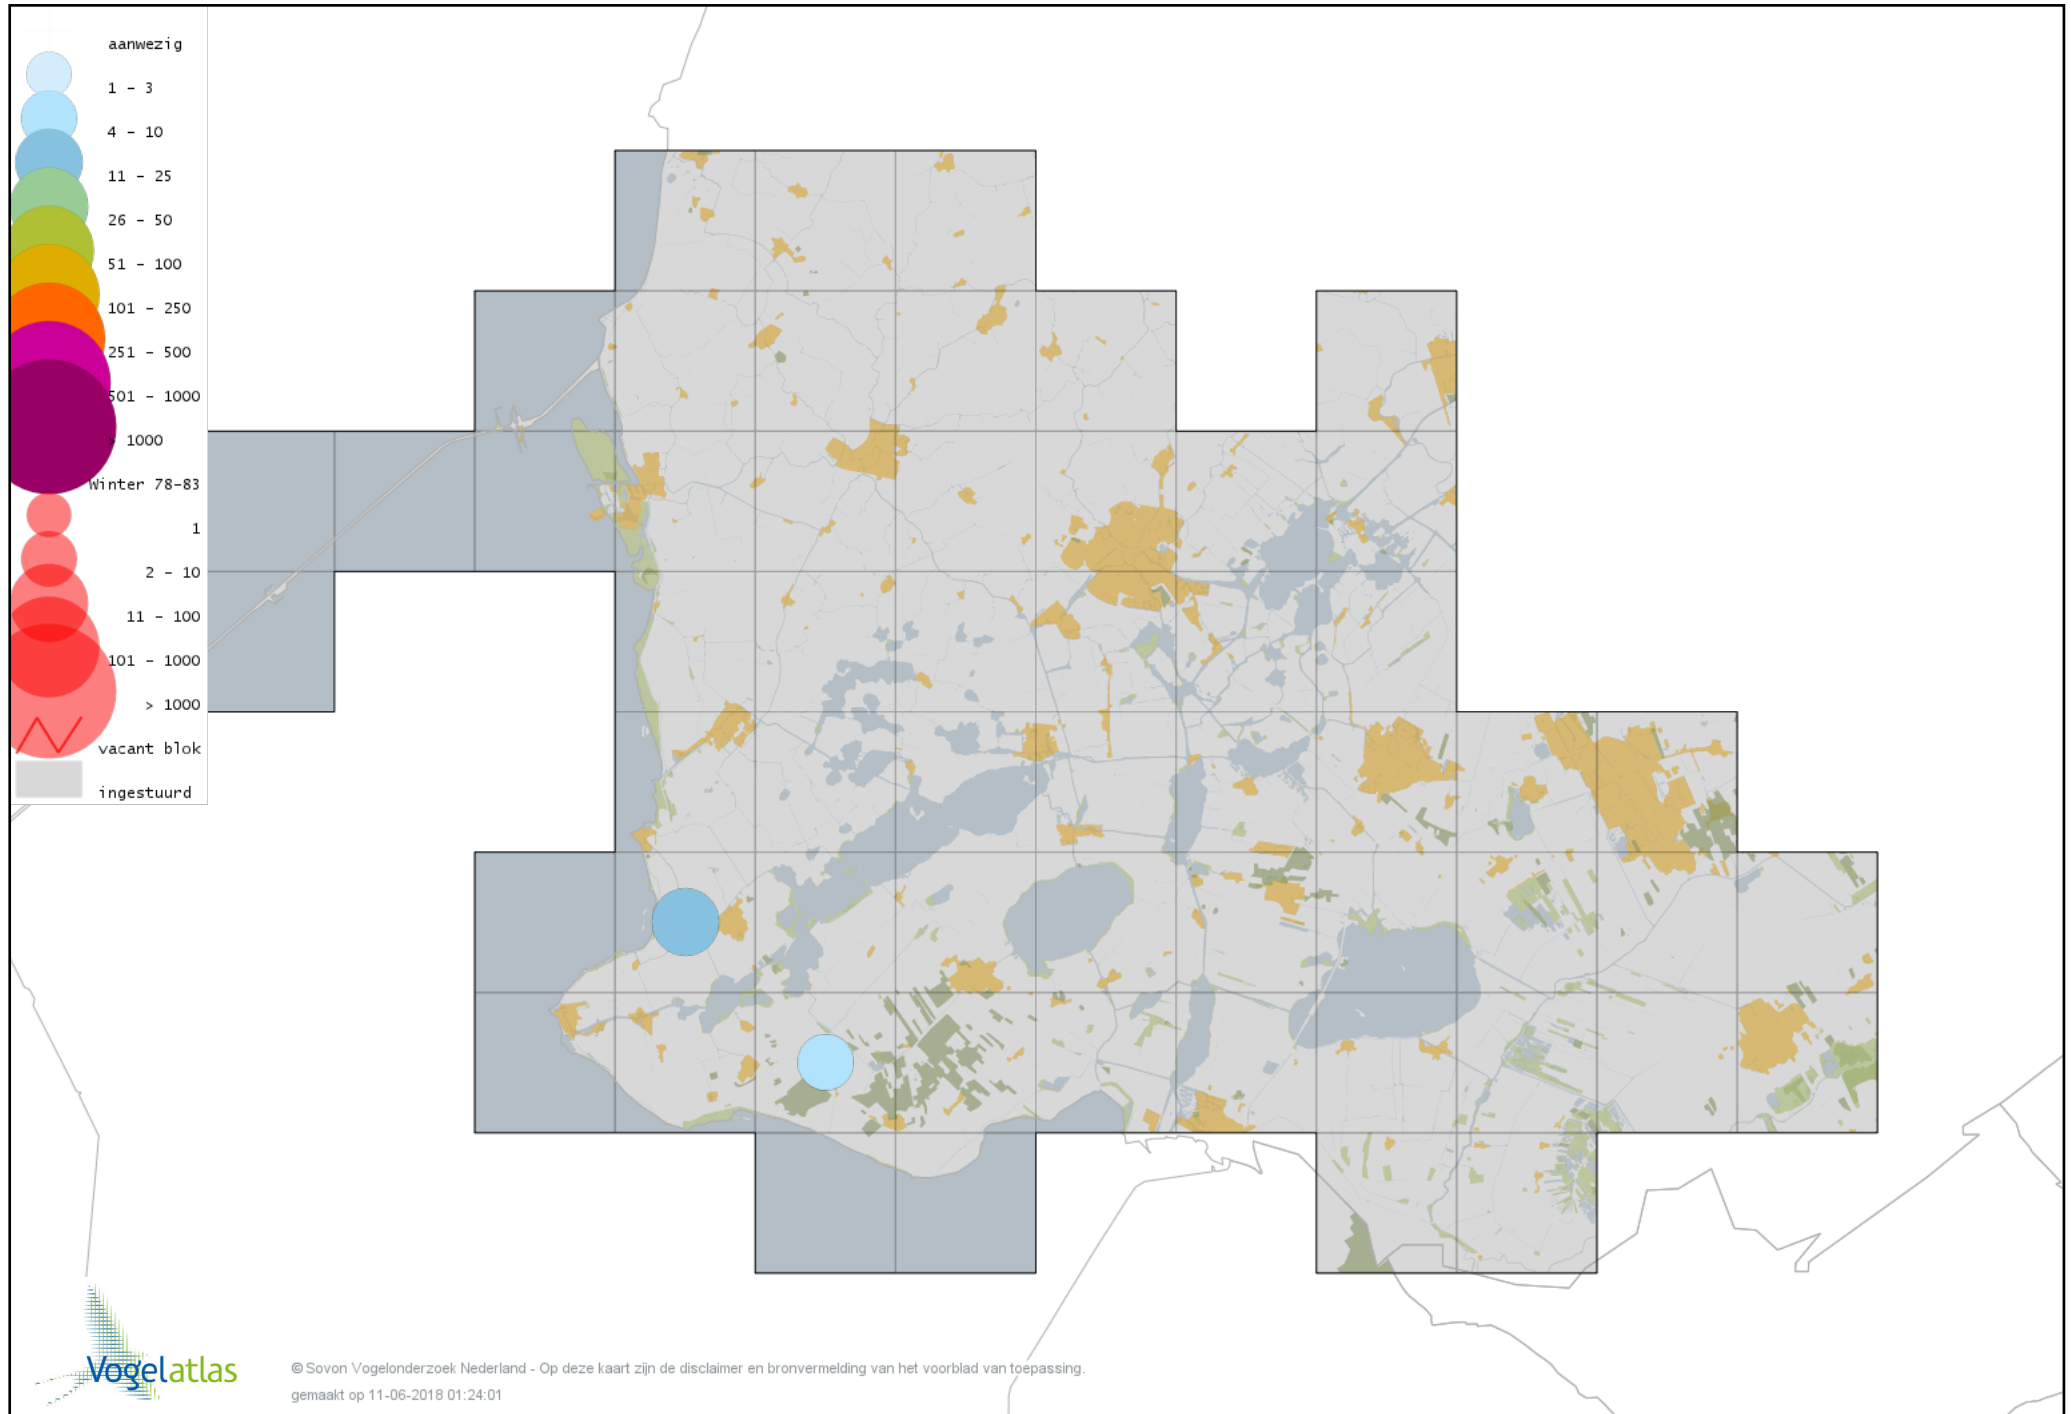 aanwezig
1 - 3
4 - 10
11 - 25
26 - 50
51 - 100
101 - 250
251 - 500
501 - 1000
> 1000
Winter 78-83
1
2 - 10
11 - 100
101 - 1000
> 1000
vacant blok
ingestuurd
Vogelatlas
© Sovon Vogelonderzoek Nederland - Op deze kaart zijn de disclaimer en bronvermelding van het voorblad van toepassing.
gemaakt op 11-06-2018 01:24:01